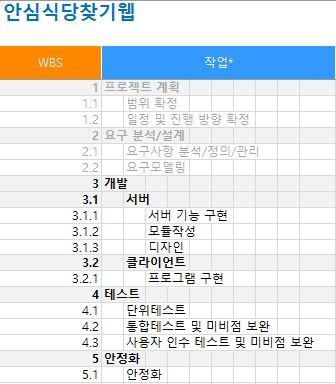 안심식당찾기웹
WBS 작업*
1 프로젝트 계획
1.1 범위 확정
1.2 일정 및 진행 방향 확정
2 요구 분석/설계
2.1 요구사항 분석/정의/관리
2.2 요구모델링
3 개발
3.1 서버
3.1.1 서버 기능 구현
3.1.2 모듈작성
3.1.3 디자인
3.2 클라이언트
3.2.1 프로그램 구현
4 테스트
4.1 단위테스트
4.2 통합테스트 및 미비점 보완
4.3 사용자 인수 테스트 및 미비점 보완
5 안정화
5.1 안정화